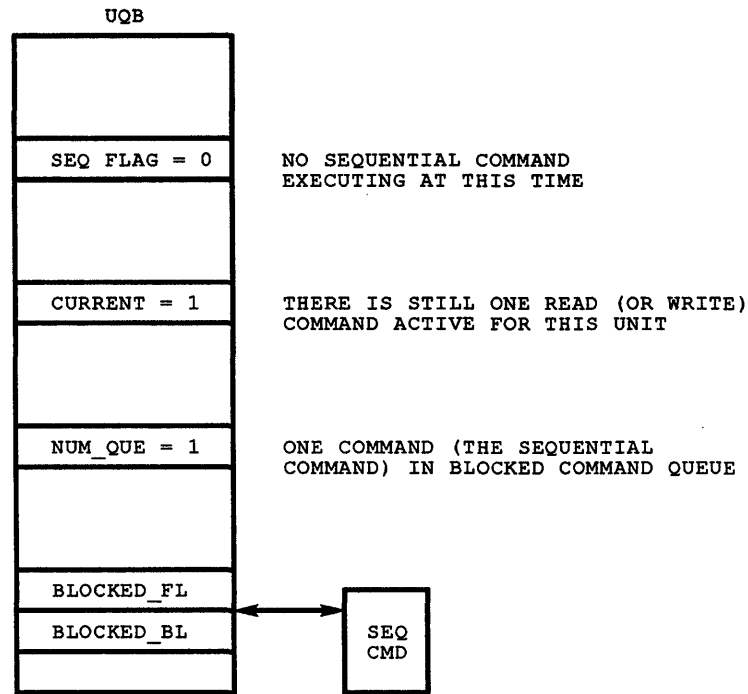 UQB
SEQ FLAG = 0
NO SEQUENTIAL COMMAND
EXECUTING AT THIS TIME
CURRENT = 1
THERE IS STILL ONE READ (OR WRITE)
COMMAND ACTIVE FOR THIS UNIT
NUM_QUE = 1
ONE COMMAND (THE SEQUENTIAL
COMMAND) IN BLOCKED COMMAND QUEUE
BLOCKED_FL
BLOCKED_BL
SEQ
CMD